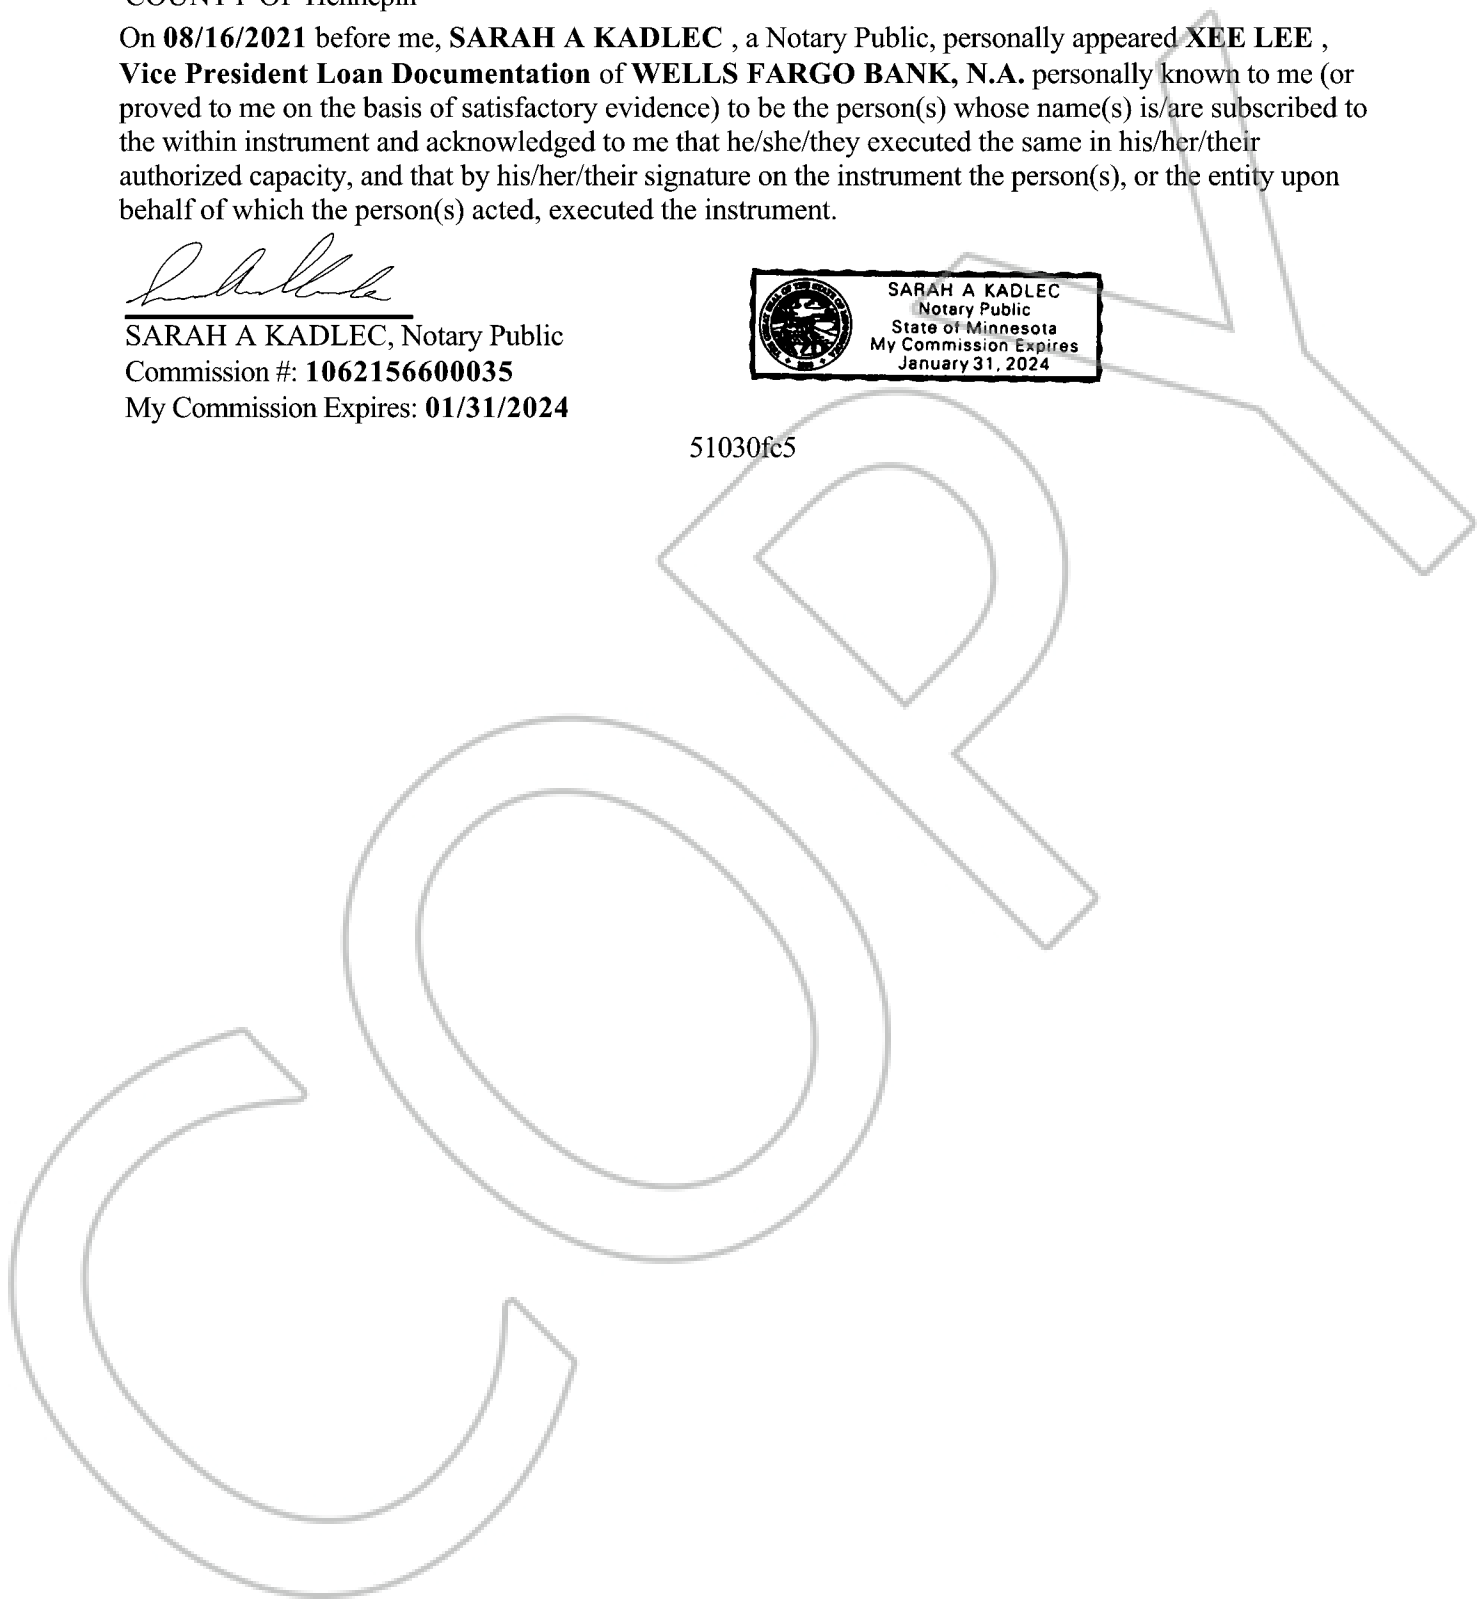 COUNTY OF Hennepin
On 08/16/2021 before me, SARAH A KADLEC , a Notary Public, personally appeared XEE LEE ,
Vice President Loan Documentation of WELLS FARGO BANK, N.A. personally known to me (or
proved to me on the basis of satisfactory evidence) to be the person(s) whose name(s) is/are subscribed to
the within instrument and acknowledged to me that he/she/they executed the same in his/her/their
authorized capacity, and that by his/her/their signature on the instrument the person(s), or the entity upon
behalf of which the person(s) acted, executed the instrument.
SARAH A KADLEC, Notary Public
Commission #: 1062156600035
My Commission Expires: 01/31/2024
SARAH A KADLEC
Notary Public
State of Minnesota
My Commission Expires
January 31, 2024
51030fc5
COPY